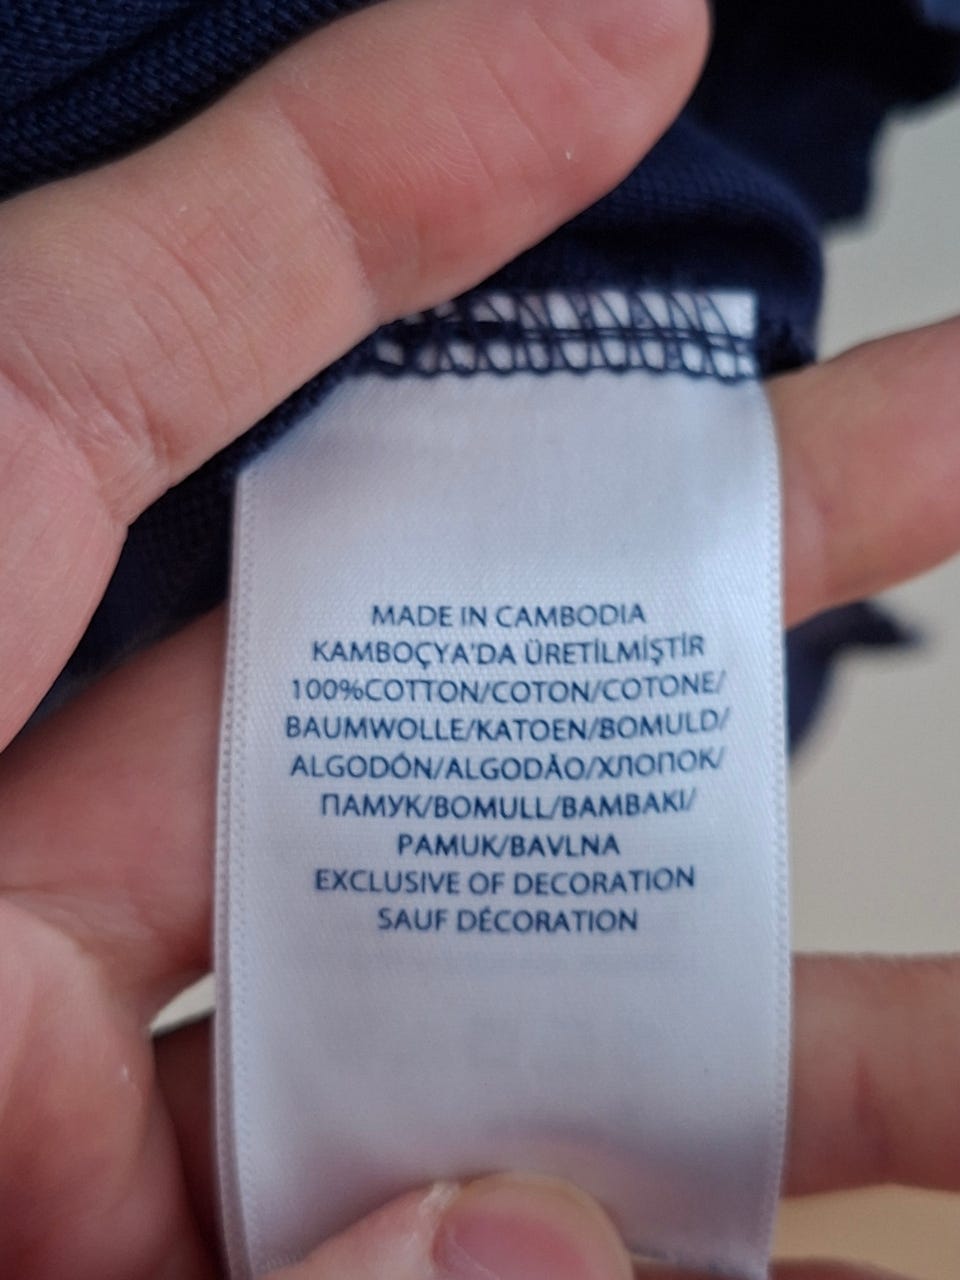 MADE IN CAMBODIA
KAMBOÇYA'DA ÜRETİLMİŞTİR
100%COTTON/COTON/COTONE/
BAUMWOLLE/KATOEN/BOMULD/
ALGODÓN/ALGODÃO/ХЛОПОК/
ПАМУК/BOMULL/BAMBAKI/
PAMUK/BAVLNA
EXCLUSIVE OF DECORATION
SAUF DÉCORATION